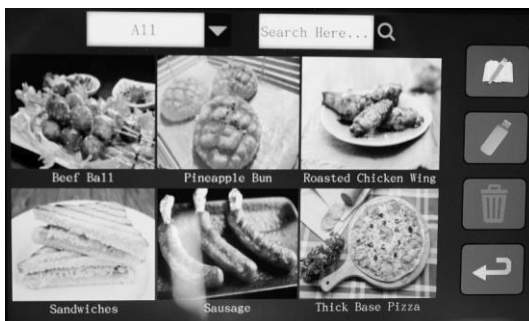 All
Search Here...
Beef Ball
Pineapple Bun
Roasted Chicken Wing
Sandwiches
Sausage
Thick Base Pizza